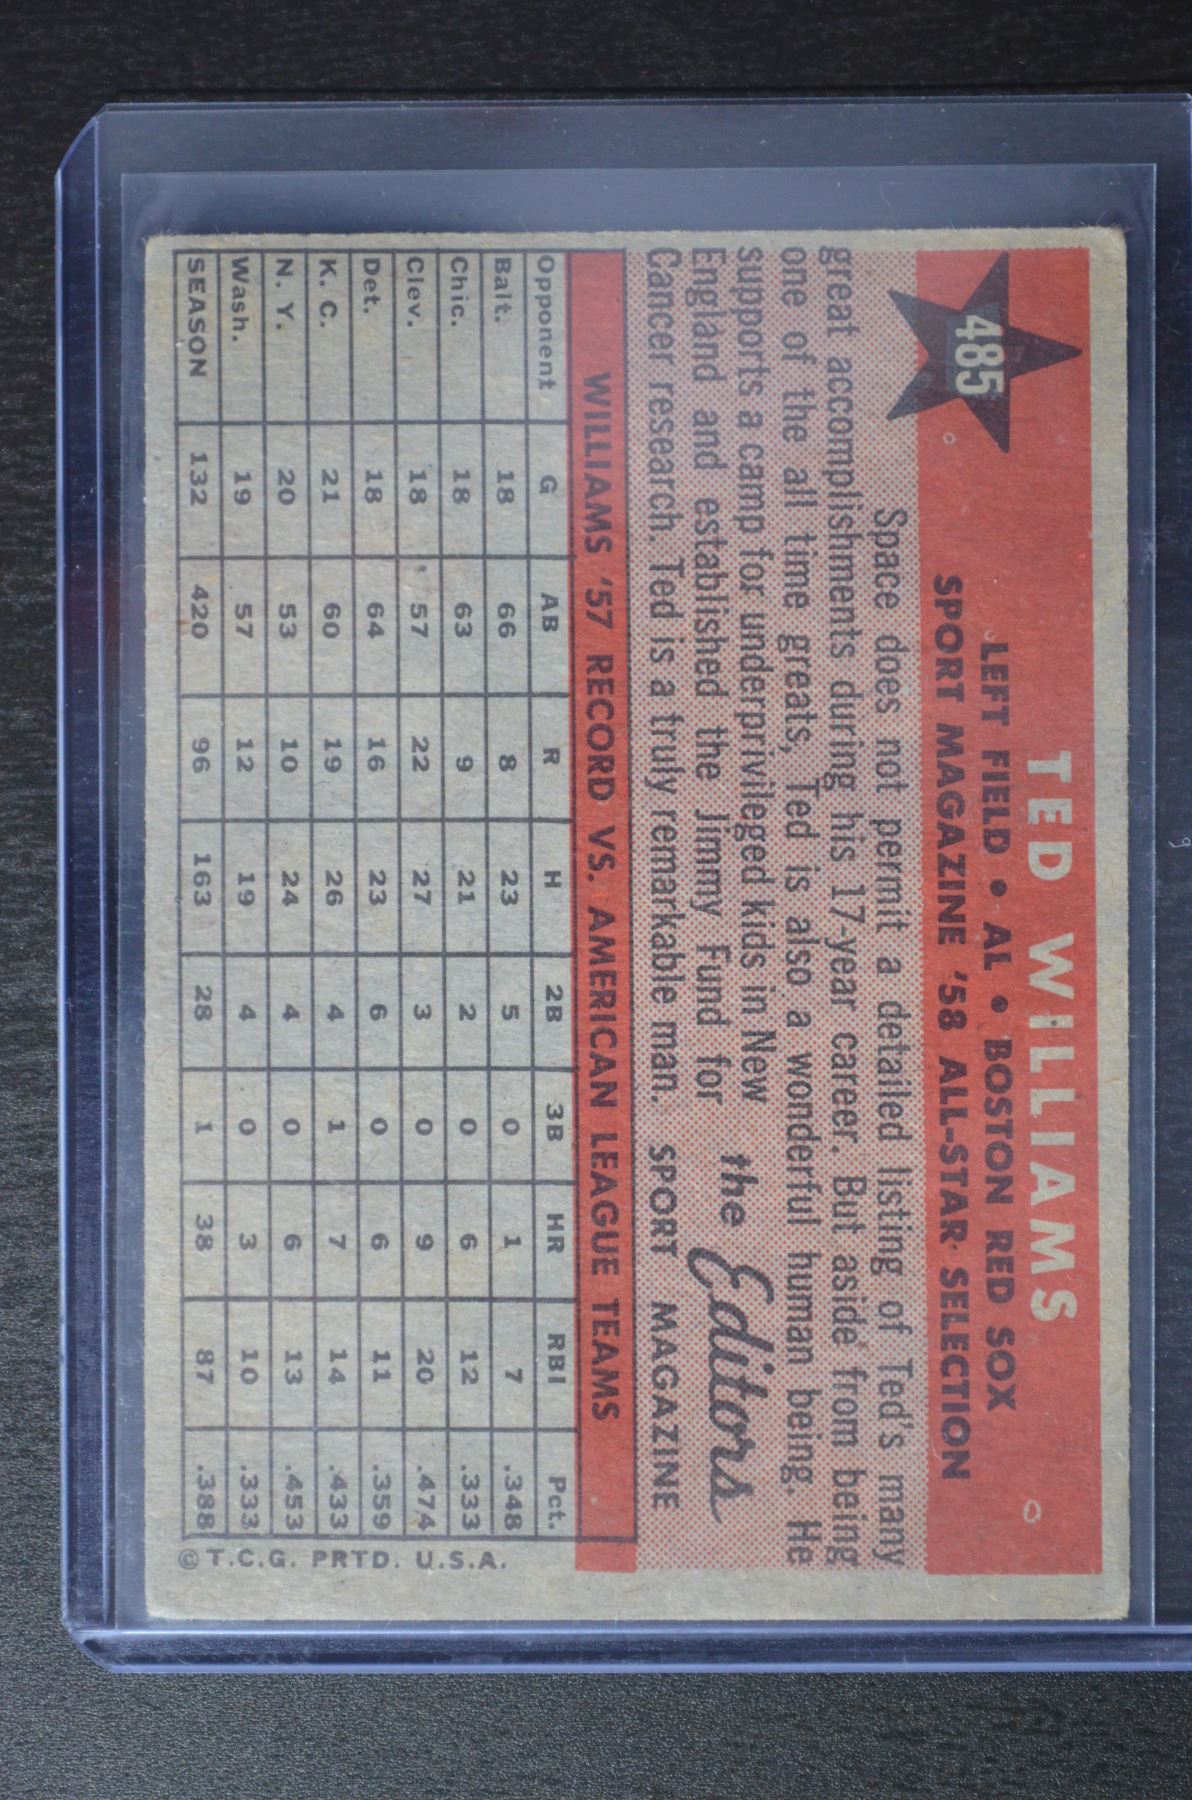 485
TED WILLIAMS
LEFT FIELD • AL • BOSTON RED SOX
SPORT MAGAZINE '58 ALL-STAR SELECTION
Space does not permit a detailed listing of Ted's many
great accomplishments during his 17-year career. But aside from being
one of the all time greats, Ted is also a wonderful human being. He
supports a camp for underprivileged kids in New
England and established the Jimmy Fund for
Cancer research. Ted is a truly remarkable man.
the Editors
SPORT MAGAZINE
WILLIAMS '57 RECORD VS. AMERICAN LEAGUE TEAMS
Opponent G AB R H 2B 3B HR RBI Pct.
Balt. 18 66 8 23 5 0 1 7 .348
Chic. 18 63 9 21 2 0 6 12 .333
Clev. 18 57 22 27 3 0 9 20 .474
Det. 18 64 16 23 6 0 6 11 .359
K. C. 21 60 19 26 4 1 7 14 .433
N. Y. 20 53 10 24 4 0 6 13 .453
Wash. 19 57 12 19 4 0 3 10 .333
SEASON 132 420 96 163 28 1 38 87 .388
© T.C.G. PRTD. U.S.A.